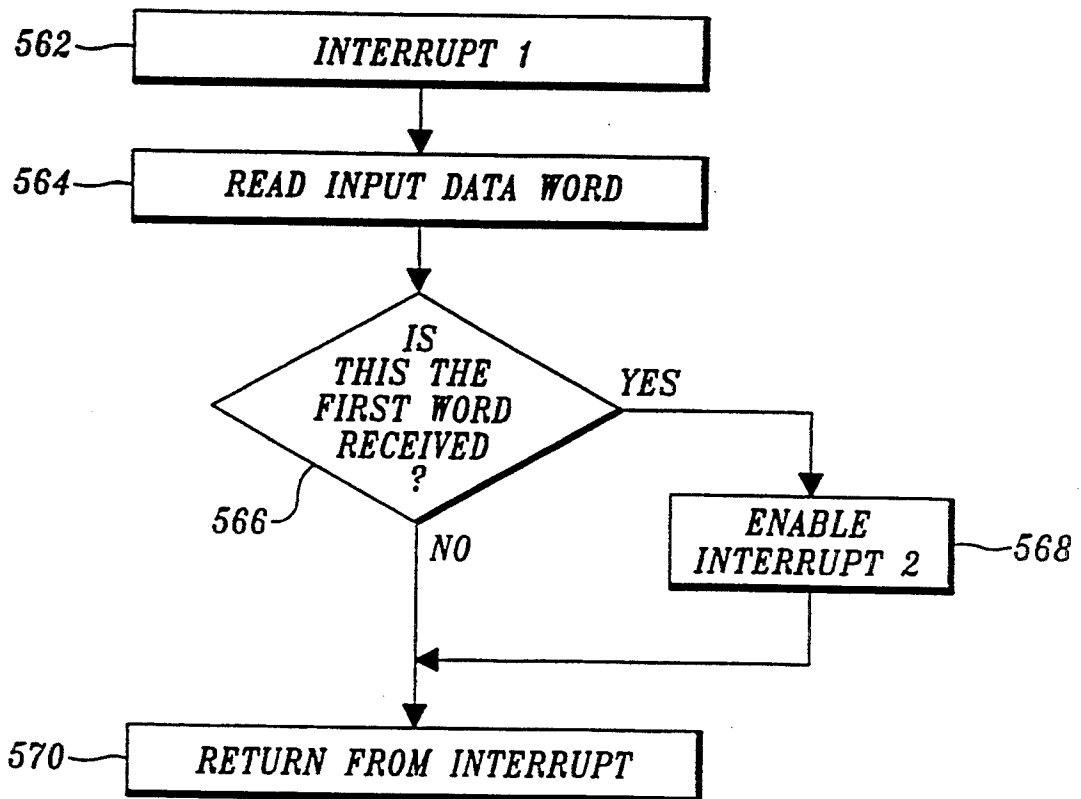 562
INTERRUPT 1
564
READ INPUT DATA WORD
IS
THIS THE
FIRST WORD
RECEIVED
?
566
YES
NO
ENABLE
INTERRUPT 2
568
570
RETURN FROM INTERRUPT